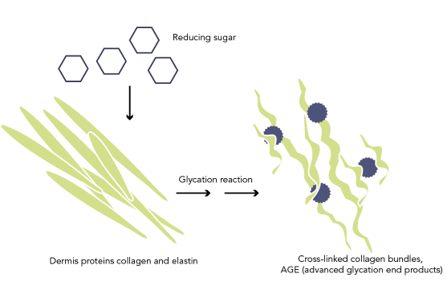 Reducing sugar
Glycation reaction
Dermis proteins collagen and elastin
Cross-linked collagen bundles,
AGE (advanced glycation end products)